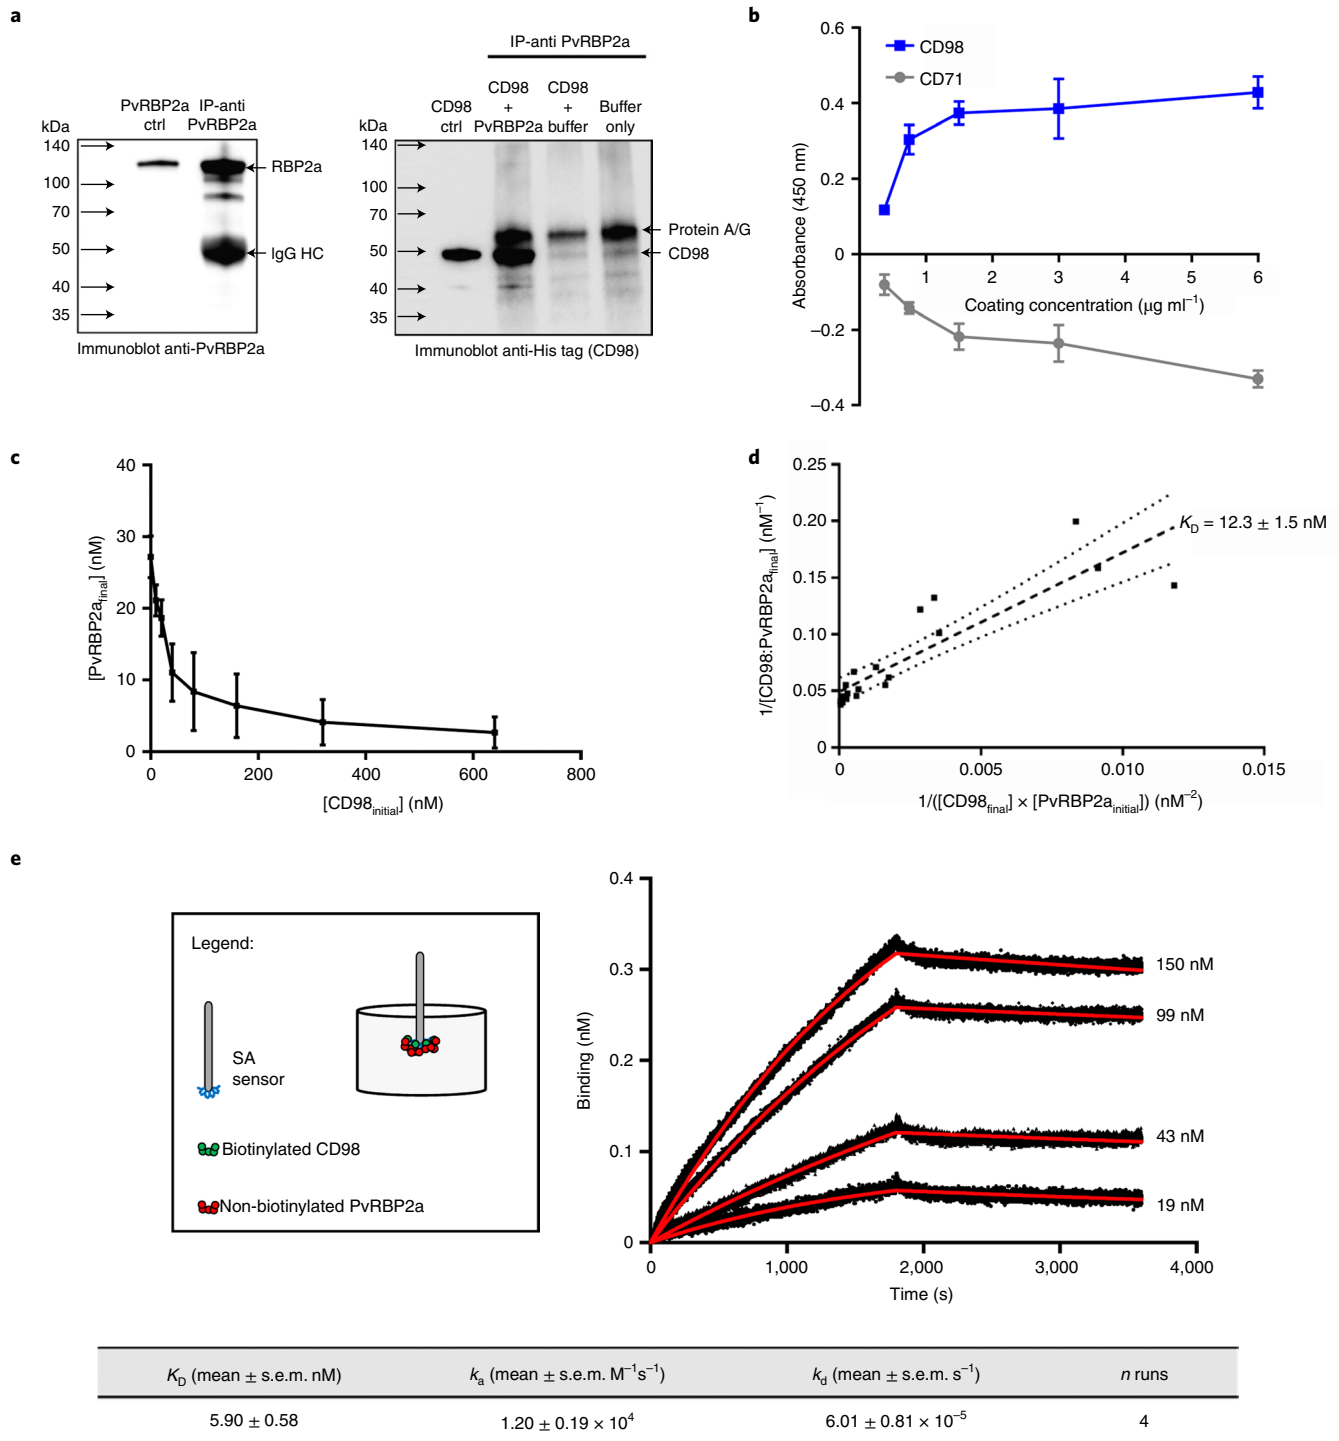 a
IP-anti PvRBP2a
PvRBP2a ctrl
IP-anti PvRBP2a
kDa
140
100
70
50
40
35
RBP2a
IgG HC
Immunoblot anti-PvRBP2a
CD98 ctrl
CD98 + PvRBP2a
CD98 + buffer
Buffer only
kDa
140
100
70
50
40
35
Protein A/G
CD98
Immunoblot anti-His tag (CD98)
b
CD98
CD71
Absorbance (450 nm)
0.6
0.4
0.2
0
−0.2
−0.4
1 2 3 4 5 6
Coating concentration (μg ml⁻¹)
c
[PvRBP2a_final] (nM)
40
30
20
10
0
0 200 400 600 800
[CD98_initial] (nM)
d
1/[CD98:PvRBP2a_final] (nM⁻¹)
0.25
0.20
0.15
0.10
0.05
0
K_D = 12.3 ± 1.5 nM
0 0.005 0.010 0.015
1/([CD98_final] × [PvRBP2a_initial]) (nM⁻²)
e
Legend:
SA
sensor
Biotinylated CD98
Non-biotinylated PvRBP2a
Binding (nM)
0.4
0.3
0.2
0.1
0
150 nM
99 nM
43 nM
19 nM
0 1,000 2,000 3,000 4,000
Time (s)
K_D (mean ± s.e.m. nM) k_a (mean ± s.e.m. M⁻¹s⁻¹) k_d (mean ± s.e.m. s⁻¹) n runs
5.90 ± 0.58 1.20 ± 0.19 × 10⁴ 6.01 ± 0.81 × 10⁻⁵ 4